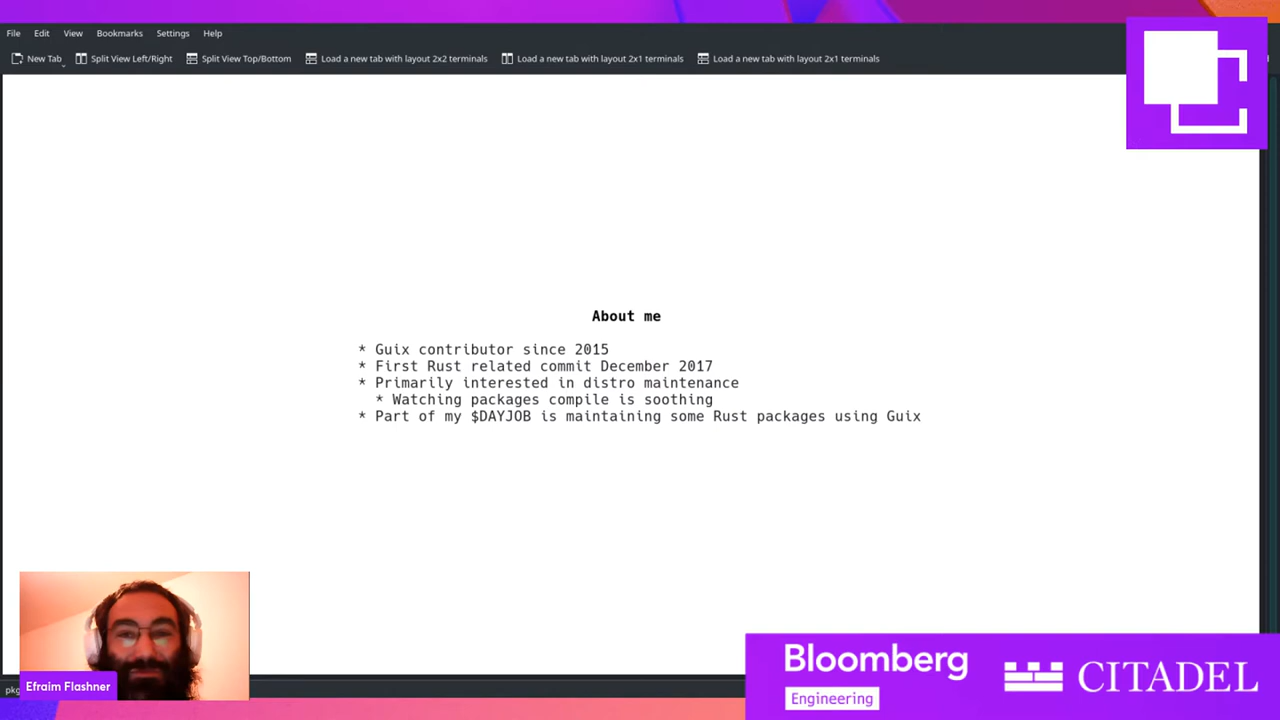 File Edit View Bookmarks Settings Help
New Tab Split View Left/Right Split View Top/Bottom Load a new tab with layout 2x2 terminals Load a new tab with layout 2x1 terminals Load a new tab with layout 2x1 terminals
About me
* Guix contributor since 2015
* First Rust related commit December 2017
* Primarily interested in distro maintenance
* Watching packages compile is soothing
* Part of my $DAYJOB is maintaining some Rust packages using Guix
Efraim Flashner
Bloomberg
Engineering
CITADEL